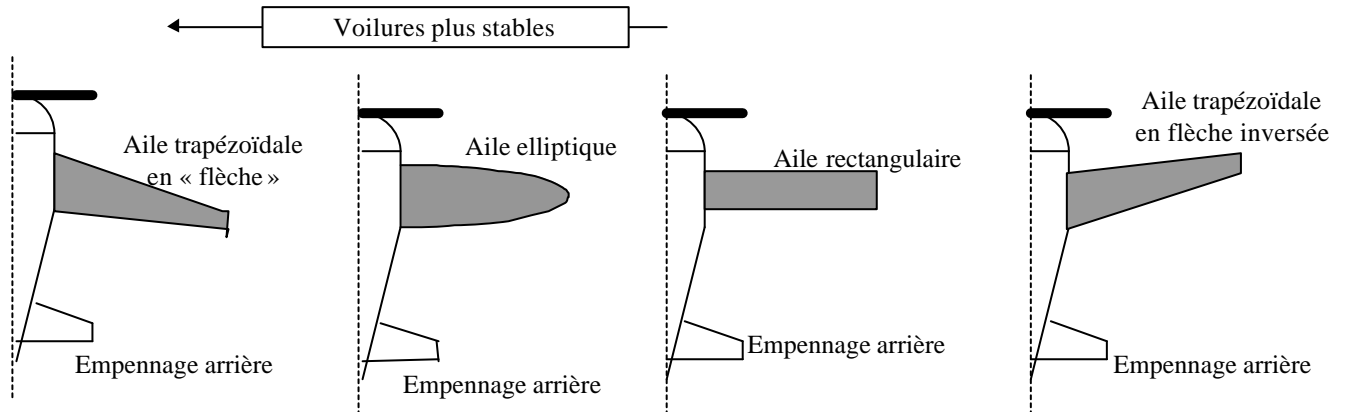 Voilures plus stables
Aile trapézoïdale
en « flèche »
Empennage arrière
Aile elliptique
Empennage arrière
Aile rectangulaire
Empennage arrière
Aile trapézoïdale
en flèche inversée
Empennage arrière